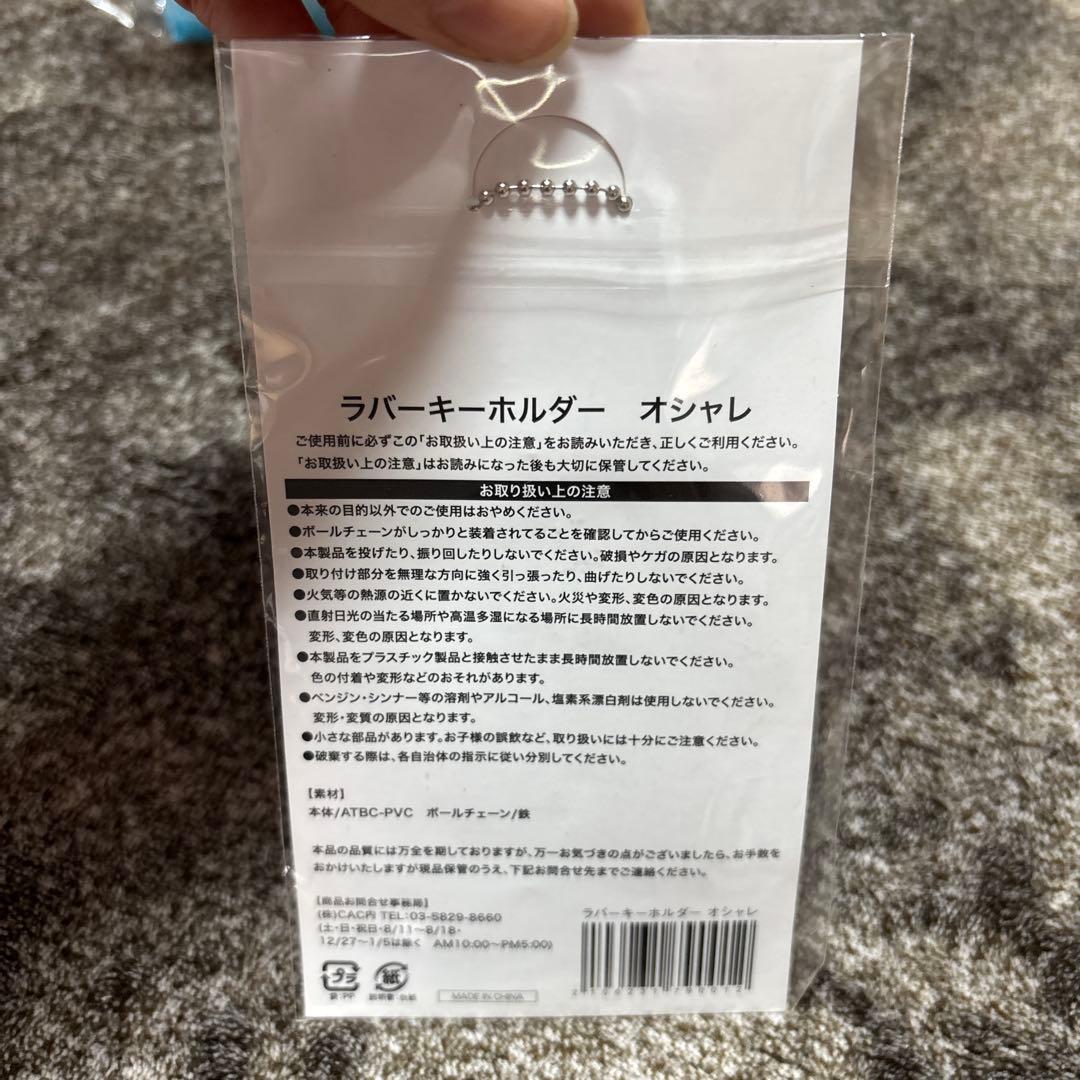 ラバーキーホルダー　オシャレ
ご使用前に必ずこの「お取扱い上の注意」をお読みいただき、正しくご利用ください。
「お取扱い上の注意」はお読みになった後も大切に保管してください。
お取り扱い上の注意
●本来の目的以外でのご使用はおやめください。
●ボールチェーンがしっかりと装着されてることを確認してからご使用ください。
●本製品を投げたり、振り回したりしないでください。破損やケガの原因となります。
●取り付け部分を無理な方向に強く引っ張ったり、曲げたりしないでください。
●火気等の熱源の近くに置かないでください。火災や変形、変色の原因となります。
●直射日光の当たる場所や高温多湿になる場所に長時間放置しないでください。
変形、変色の原因となります。
●本製品をプラスチック製品と接触させたまま長時間放置しないでください。
色の付着や変形などのおそれがあります。
●ベンジン・シンナー等の溶剤やアルコール、塩素系漂白剤は使用しないでください。
変形・変質の原因となります。
●小さな部品があります。お子様の誤飲など、取り扱いには十分にご注意ください。
●破棄する際は、各自治体の指示に従い分別してください。
【素材】
本体/ATBC-PVC　ボールチェーン/鉄
本品の品質には万全を期しておりますが、万一お気づきの点がございましたら、お手数を
おかけいたしますが現品保管のうえ、下記お問合せ先までご連絡ください。
【商品お問合せ事務局】
(株)CAC内 TEL:03-5829-8660
(土・日・祝日・8/11～8/18・
12/27～1/5は除く　AM10:00～PM5:00)
プラ 紙
袋:PP 説明書・台紙
MADE IN CHINA
ラバーキーホルダー オシャレ